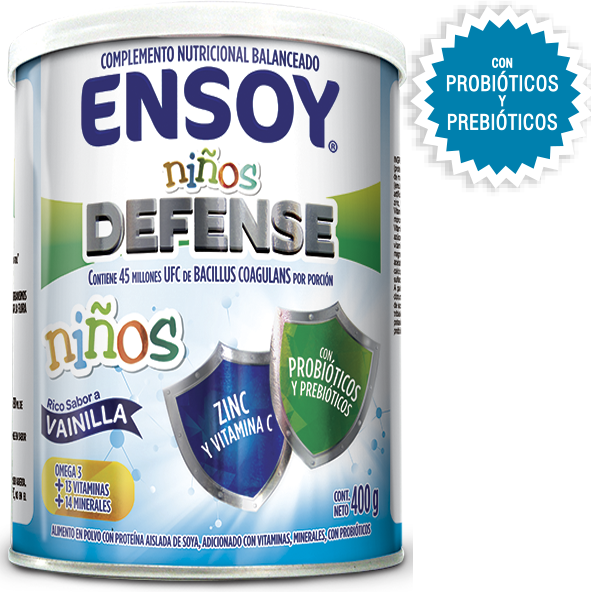 COMPLEMENTO NUTRICIONAL BALANCEADO
ENSOY®
niños
DEFENSE
CONTIENE 45 MILLONES UFC DE BACILLUS COAGULANS POR PORCIÓN
niños
Rico Sabor a
VAINILLA
ZINC
Y VITAMINA C
CON
PROBIÓTICOS
Y PREBIÓTICOS
OMEGA 3
+ 13 VITAMINAS
+ 14 MINERALES
CONT.
NETO 400 g
ALIMENTO EN POLVO CON PROTEÍNA AISLADA DE SOYA, ADICIONADO CON VITAMINAS, MINERALES, CON PROBIÓTICOS
CON
PROBIÓTICOS
Y
PREBIÓTICOS